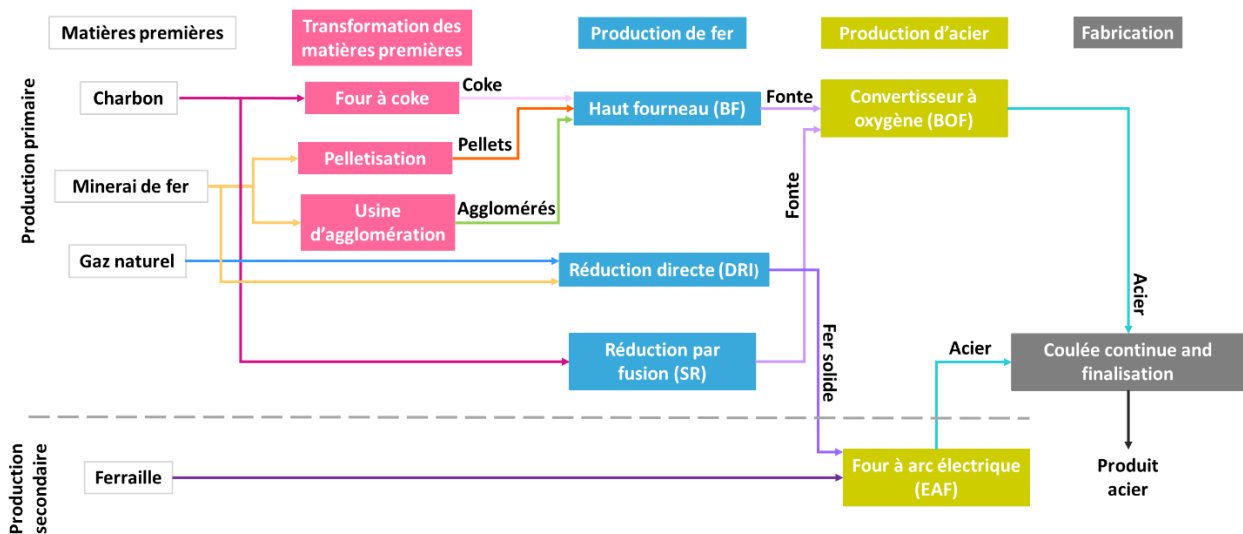 Matières premières
Transformation des
matières premières
Production de fer
Production d’acier
Fabrication
Production primaire
Charbon
Four à coke
Coke
Haut fourneau (BF)
Fonte
Convertisseur à
oxygène (BOF)
Pelletisation
Pellets
Minerai de fer
Usine
d’agglomération
Agglomérés
Fonte
Gaz naturel
Réduction directe (DRI)
Acier
Fer solide
Réduction par
fusion (SR)
Acier
Coulée continue and
finalisation
Production
secondaire
Ferraille
Four à arc électrique
(EAF)
Produit
acier